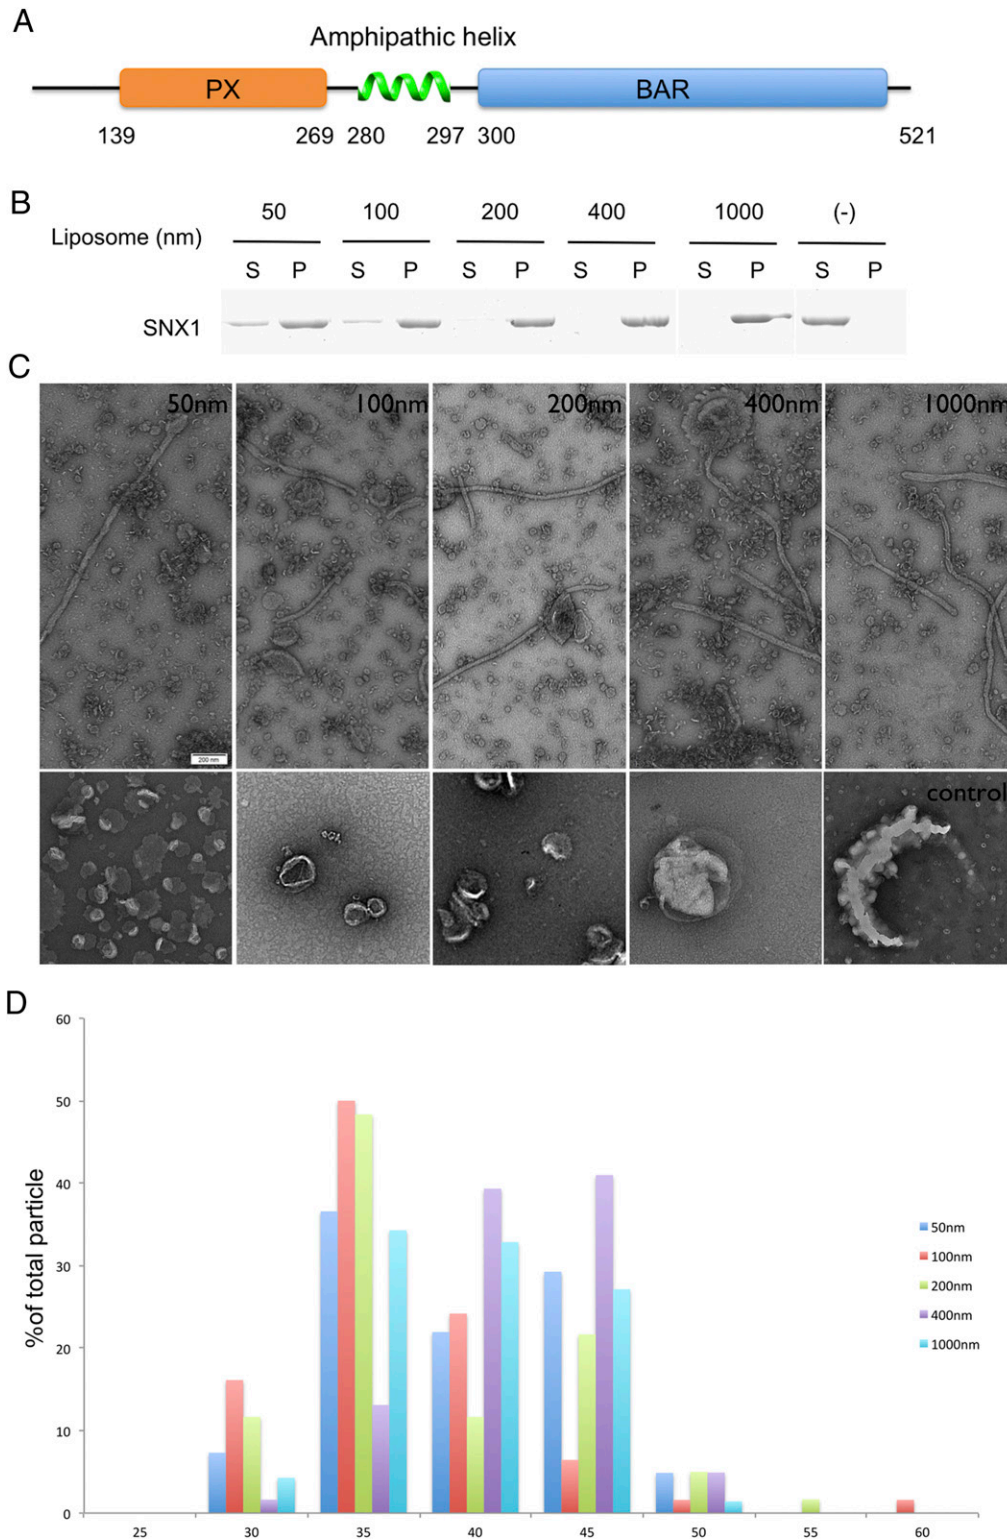 A
Amphipathic helix
PX
BAR
139 269 280 297 300 521
B
50 100 200 400 1000 (-)
Liposome (nm)
S P S P S P S P S P S P
SNX1
C
50nm 100nm 200nm 400nm 1000nm
200 nm
control
D
60
50
40
30
20
10
0
%of total particle
50nm
100nm
200nm
400nm
1000nm
25 30 35 40 45 50 55 60